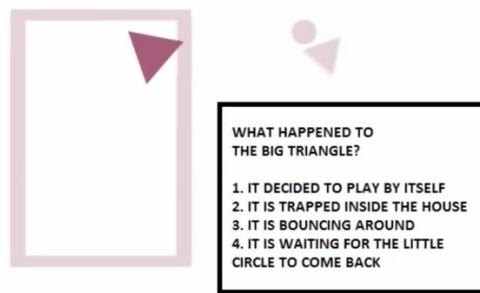 WHAT HAPPENED TO
THE BIG TRIANGLE?
1. IT DECIDED TO PLAY BY ITSELF
2. IT IS TRAPPED INSIDE THE HOUSE
3. IT IS BOUNCING AROUND
4. IT IS WAITING FOR THE LITTLE
CIRCLE TO COME BACK